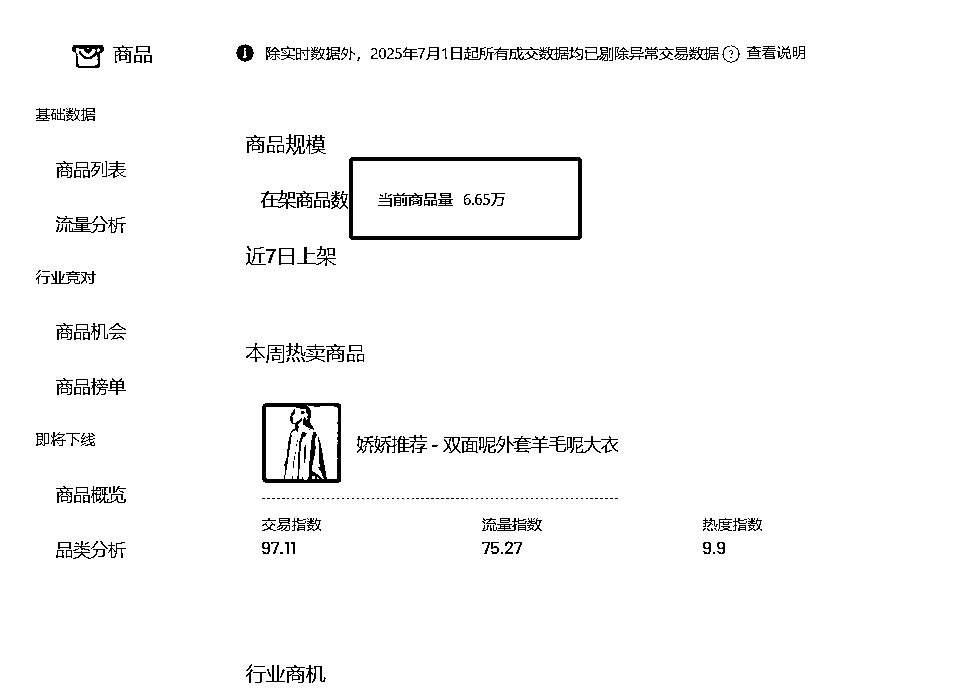 商品
除实时数据外，2025年7月1日起所有成交数据均已剔除异常交易数据 ? 查看说明
基础数据
商品列表
流量分析
行业竞对
商品机会
商品榜单
即将下线
商品概览
品类分析
商品规模
在架商品数
当前商品量 6.65万
近7日上架
本周热卖商品
娇娇推荐 - 双面呢外套羊毛呢大衣
交易指数 流量指数 热度指数
97.11 75.27 9.9
行业商机